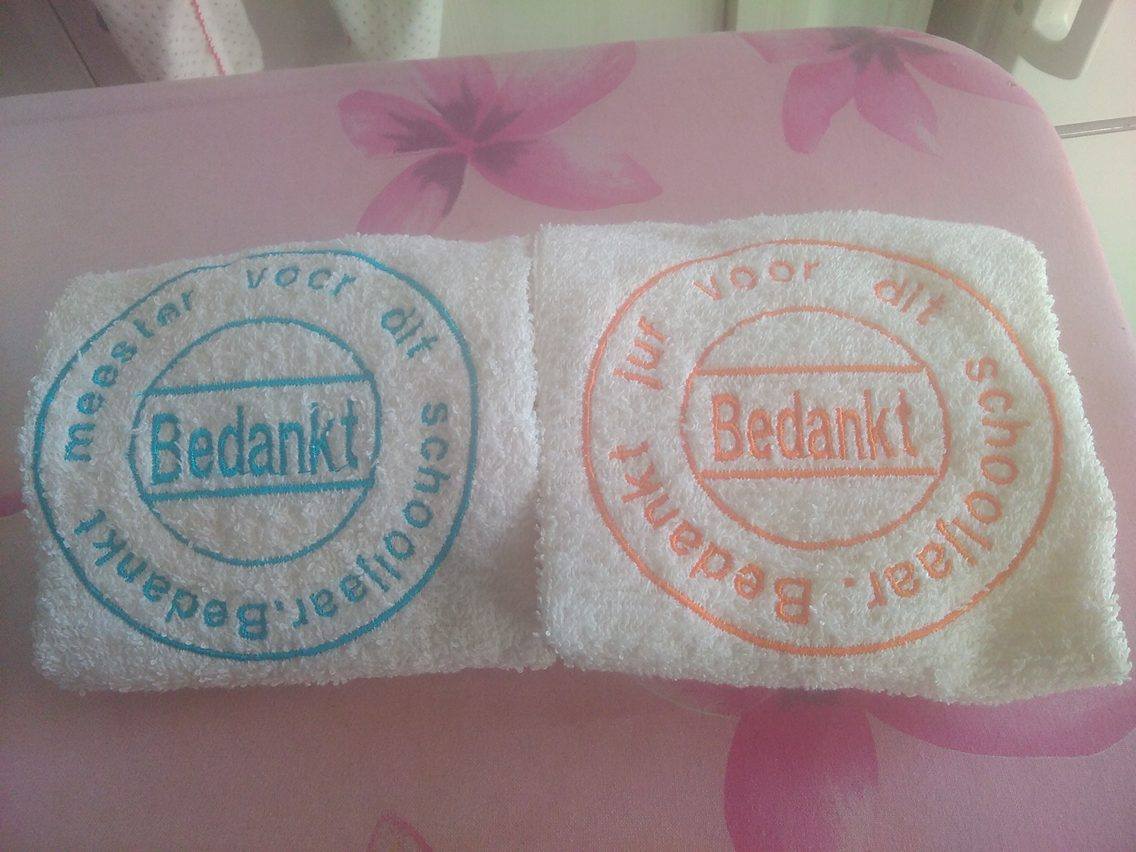 Bedankt meester voor dit schooljaar.
Bedankt
Bedankt juf voor dit schooljaar.
Bedankt